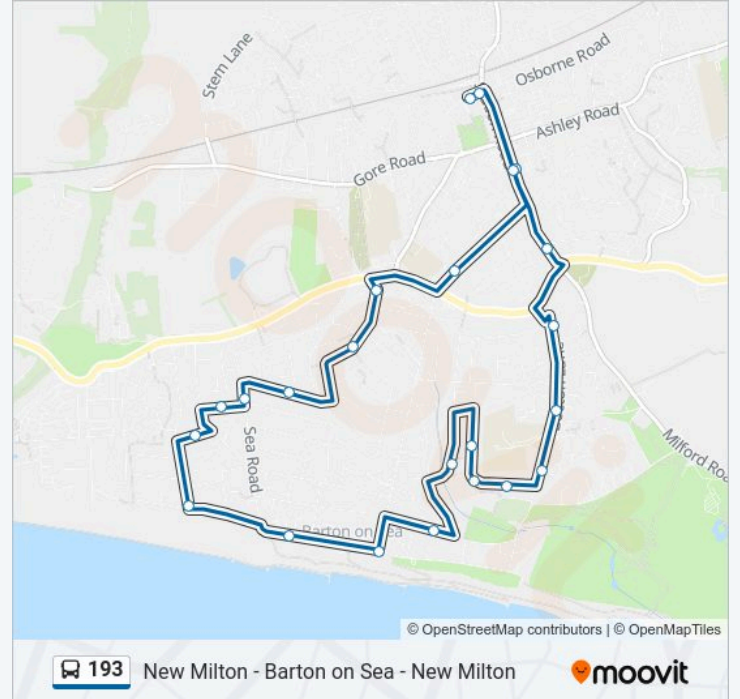 Stem Lane
Osborne Road
Ashley Road
Gore Road
Sea Road
Milford Roa
Barton on Sea
© OpenStreetMap contributors | © OpenMapTiles
193 New Milton - Barton on Sea - New Milton moovit